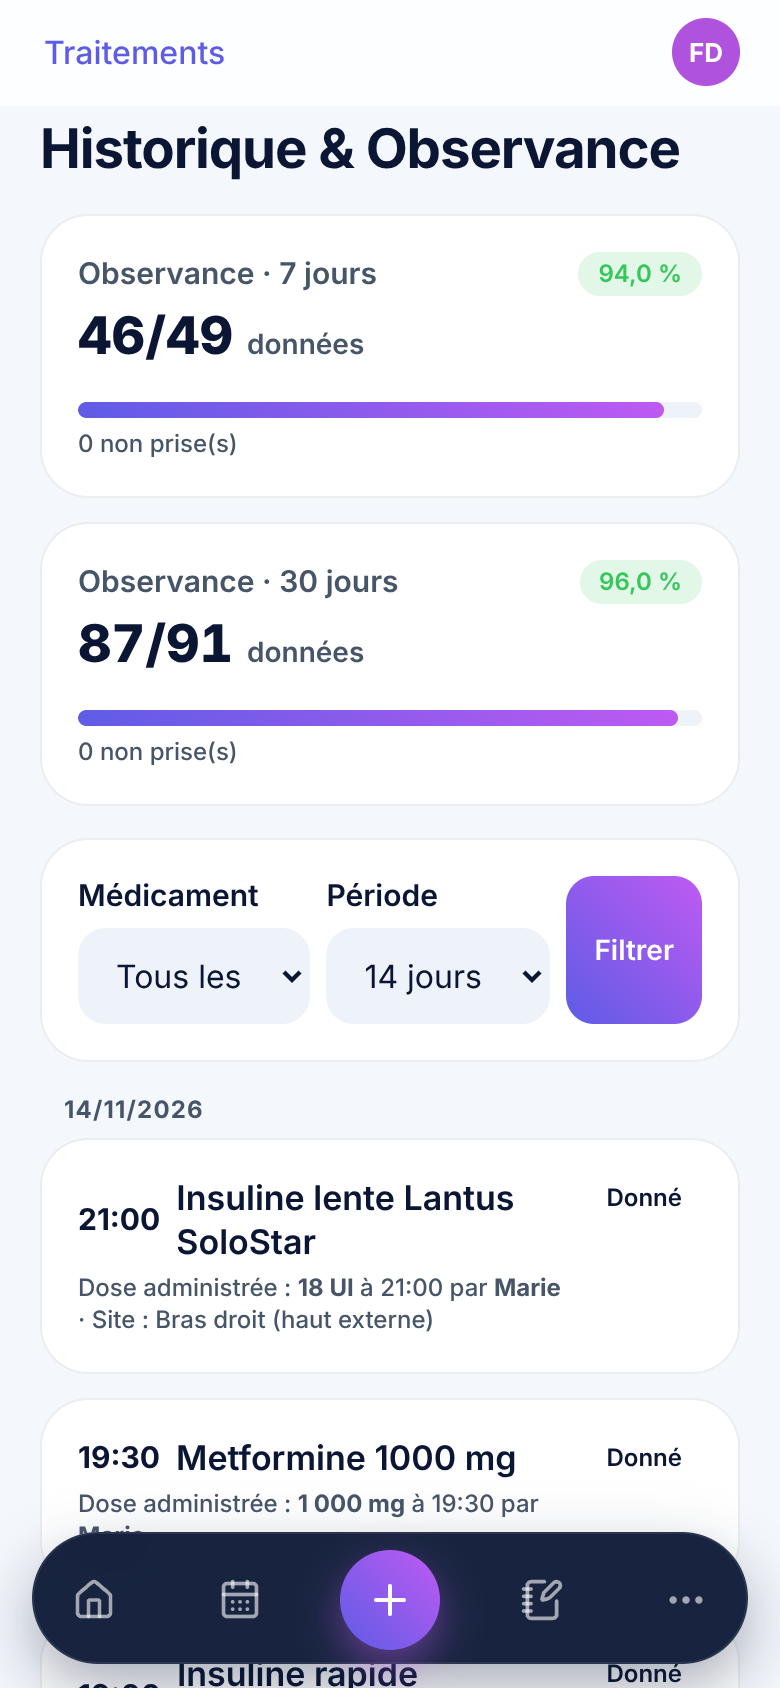 Traitements
FD
Historique & Observance
Observance · 7 jours
94,0 %
46/49 données
0 non prise(s)
Observance · 30 jours
96,0 %
87/91 données
0 non prise(s)
Médicament
Période
Tous les
14 jours
Filtrer
14/11/2026
21:00
Insuline lente Lantus
SoloStar
Donné
Dose administrée : 18 UI à 21:00 par Marie
· Site : Bras droit (haut externe)
19:30 Metformine 1000 mg
Donné
Dose administrée : 1 000 mg à 19:30 par
Insuline rapide
Donné